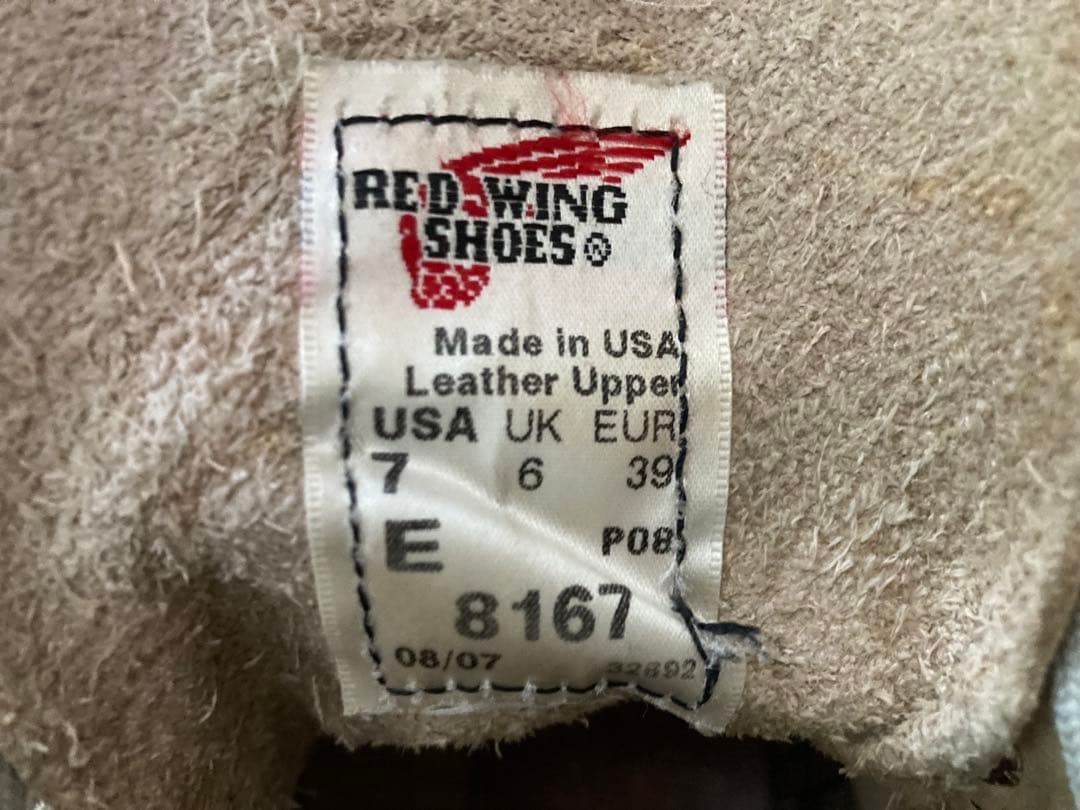 RED WING
SHOES®
Made in USA
Leather Upper
USA UK EUR
7 6 39
E P08
8167
08/07 32892